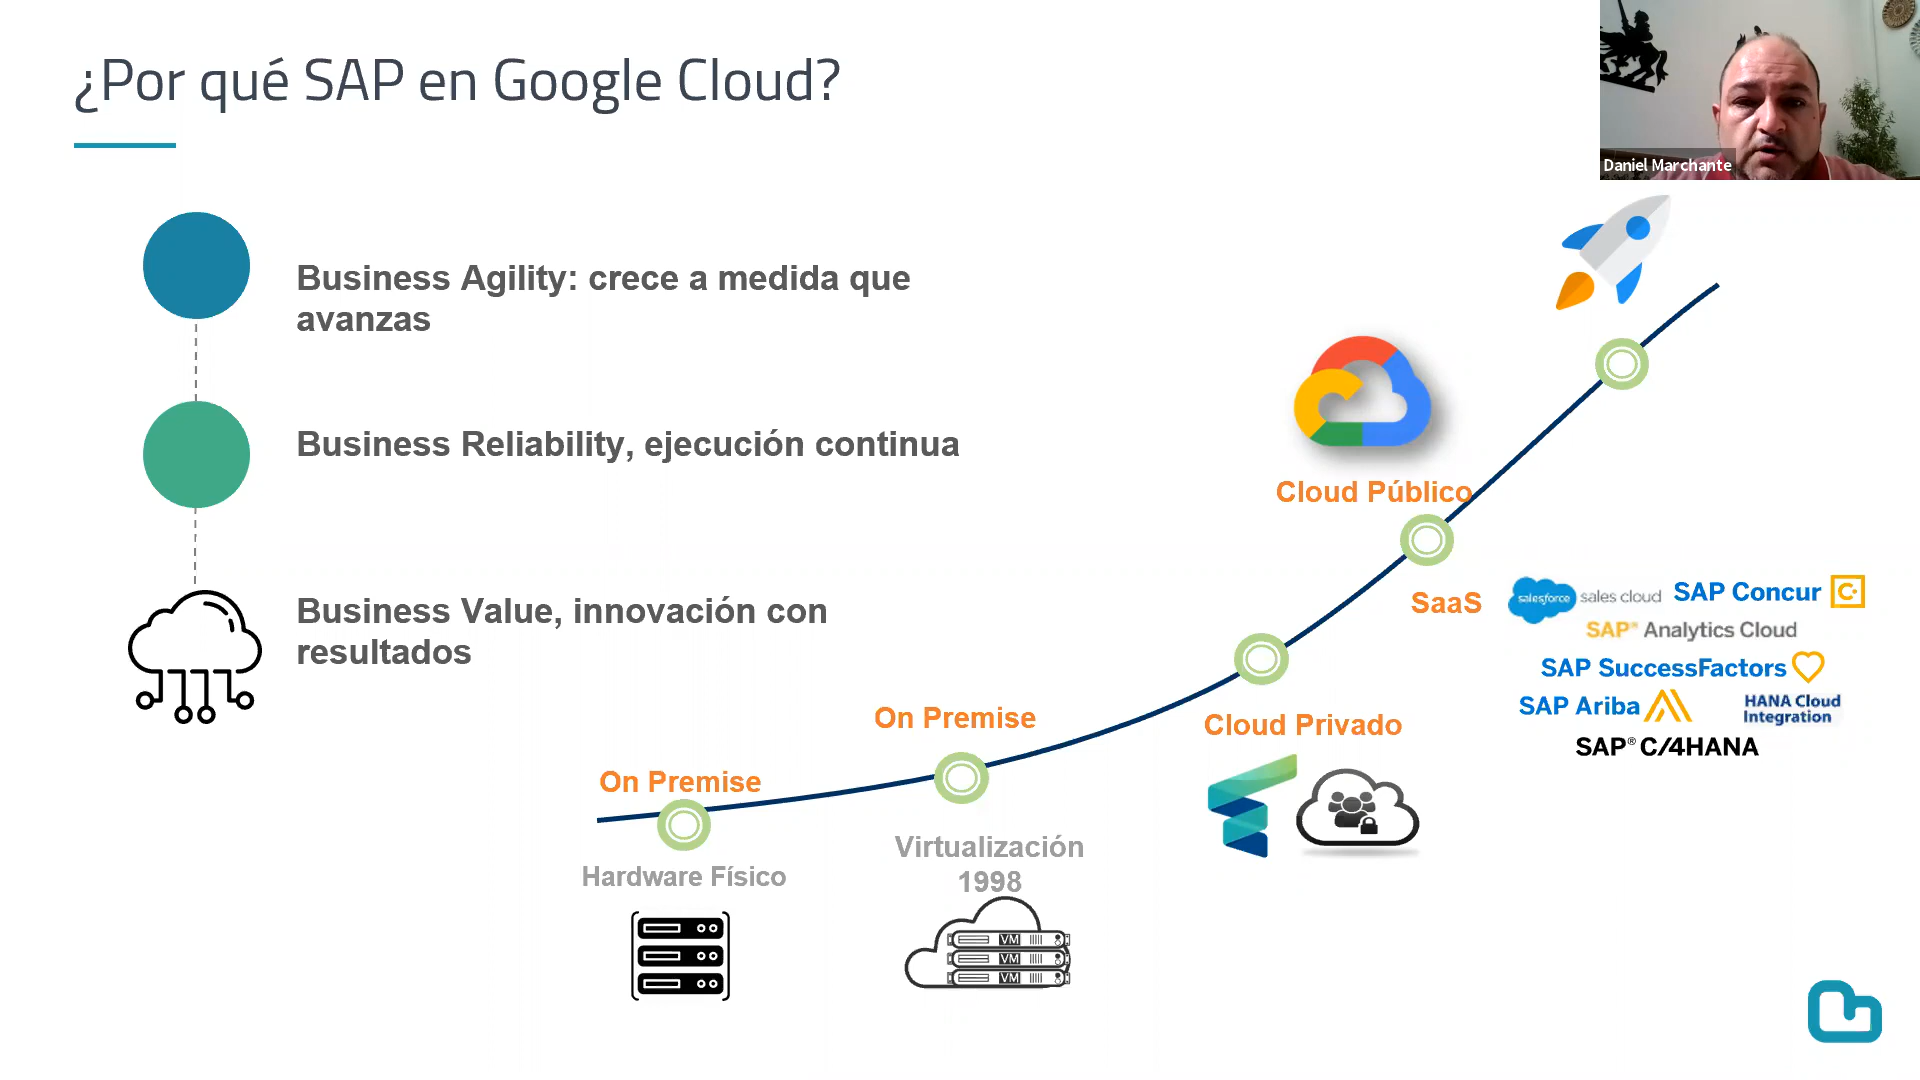 ¿Por qué SAP en Google Cloud?
Daniel Marchante
Business Agility: crece a medida que
avanzas
Business Reliability, ejecución continua
Business Value, innovación con
resultados
On Premise
Hardware Físico
On Premise
Virtualización
1998
VM
VM
VM
Cloud Privado
Cloud Público
SaaS
salesforce sales cloud
SAP Concur C.
SAP® Analytics Cloud
SAP SuccessFactors
SAP Ariba
HANA Cloud
Integration
SAP® C/4HANA